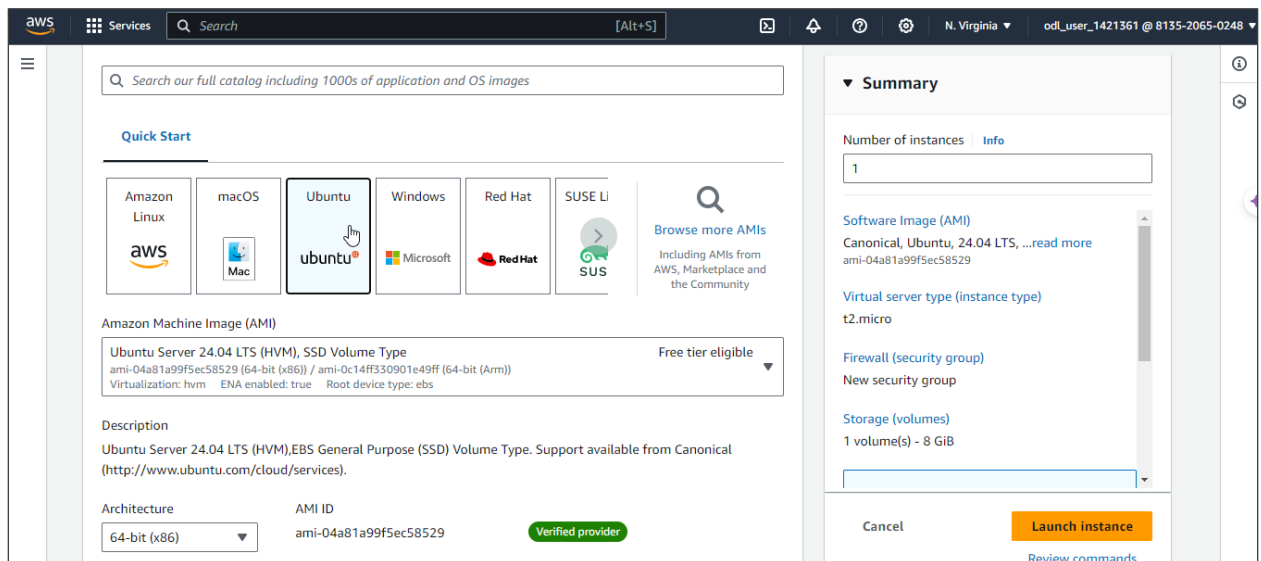 aws
Services
Search
[Alt+S]
N. Virginia
odl_user_1421361 @ 8135-2065-0248
Search our full catalog including 1000s of application and OS images
Quick Start
Amazon
Linux
aws
macOS
Mac
Ubuntu
ubuntu
Windows
Microsoft
Red Hat
Red Hat
SUSE Li
SUS
Browse more AMIs
Including AMIs from
AWS, Marketplace and
the Community
Amazon Machine Image (AMI)
Ubuntu Server 24.04 LTS (HVM), SSD Volume Type
Free tier eligible
ami-04a81a99f5ec58529 (64-bit (x86)) / ami-0c14ff330901e49ff (64-bit (Arm))
Virtualization: hvm ENA enabled: true Root device type: ebs
Description
Ubuntu Server 24.04 LTS (HVM),EBS General Purpose (SSD) Volume Type. Support available from Canonical
(http://www.ubuntu.com/cloud/services).
Architecture
64-bit (x86)
AMI ID
ami-04a81a99f5ec58529
Verified provider
Summary
Number of instances
Info
1
Software Image (AMI)
Canonical, Ubuntu, 24.04 LTS, ...read more
ami-04a81a99f5ec58529
Virtual server type (instance type)
t2.micro
Firewall (security group)
New security group
Storage (volumes)
1 volume(s) - 8 GiB
Cancel
Launch instance
Review commands